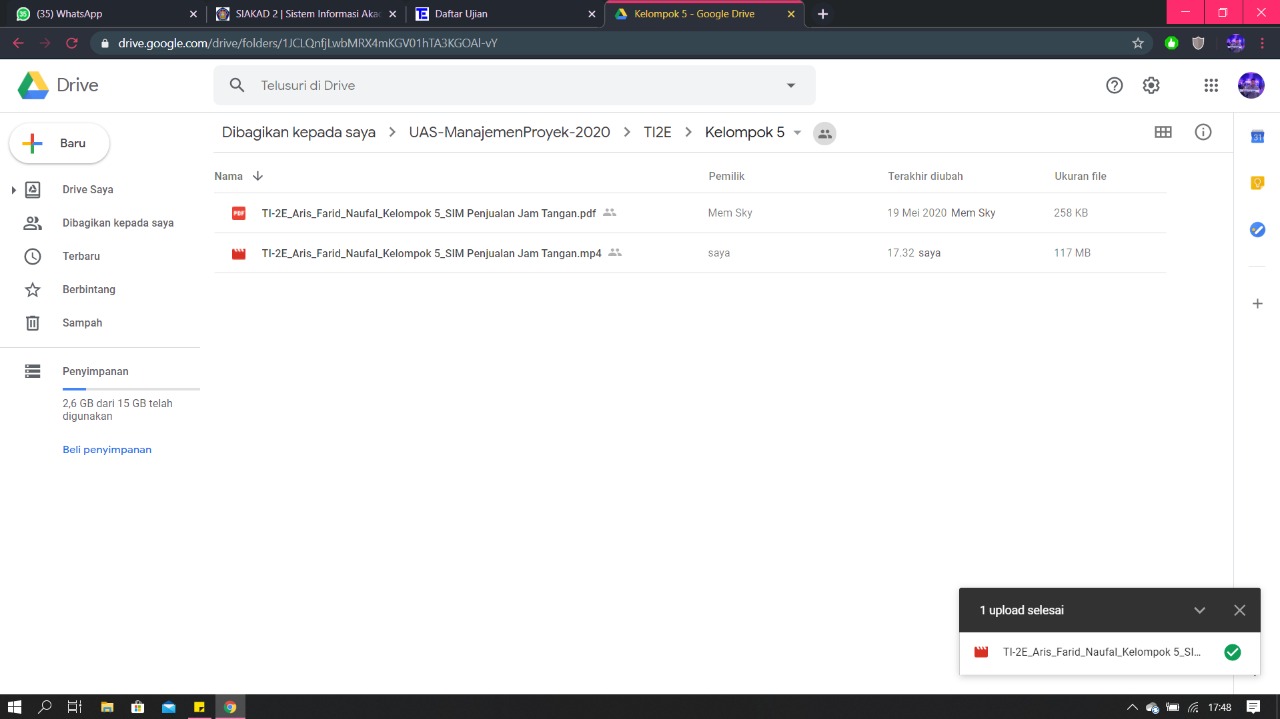 (35) WhatsApp
SIAKAD 2 | Sistem Informasi Akad
Daftar Ujian
Kelompok 5 - Google Drive
drive.google.com/drive/folders/1JCLQnfjLwbMRX4mKGV01hTA3KGOAl-vY
Drive
Telusuri di Drive
Baru
Dibagikan kepada saya > UAS-ManajemenProyek-2020 > TI2E > Kelompok 5
Nama Pemilik Terakhir diubah Ukuran file
PDF TI-2E_Aris_Farid_Naufal_Kelompok 5_SIM Penjualan Jam Tangan.pdf Mem Sky 19 Mei 2020 Mem Sky 258 KB
TI-2E_Aris_Farid_Naufal_Kelompok 5_SIM Penjualan Jam Tangan.mp4 saya 17.32 saya 117 MB
Drive Saya
Dibagikan kepada saya
Terbaru
Berbintang
Sampah
Penyimpanan
2,6 GB dari 15 GB telah
digunakan
Beli penyimpanan
31
1 upload selesai
TI-2E_Aris_Farid_Naufal_Kelompok 5_SI...
17:48